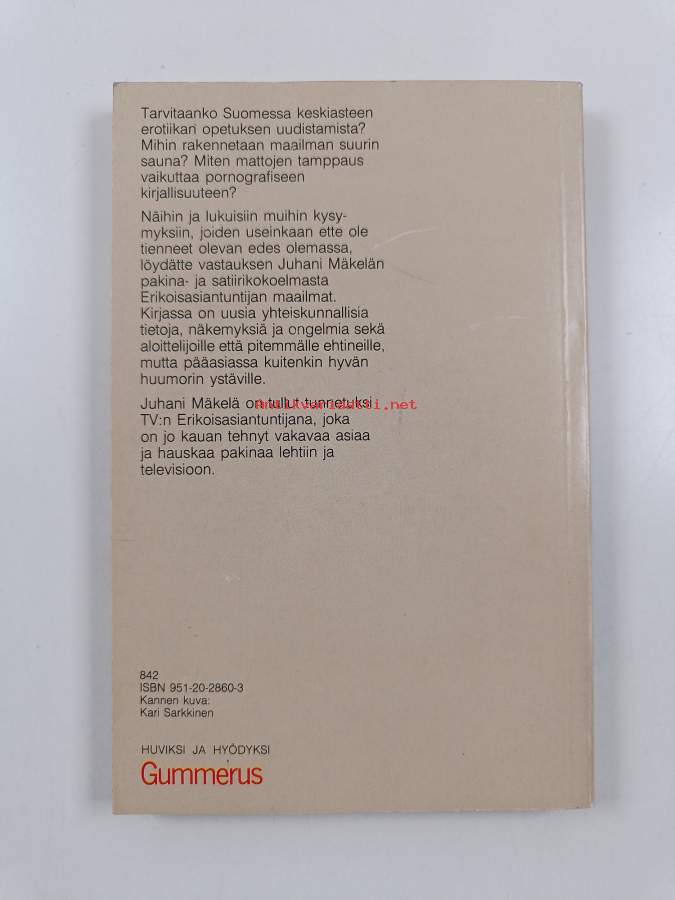 Tarvitaanko Suomessa keskiasteen
erotiikan opetuksen uudistamista?
Mihin rakennetaan maailman suurin
sauna? Miten mattojen tamppaus
vaikuttaa pornografiseen
kirjallisuuteen?
Näihin ja lukuisiin muihin kysy-
myksiin, joiden useinkaan ette ole
tienneet olevan edes olemassa,
löydätte vastauksen Juhani Mäkelän
pakina- ja satiirikokoelmasta
Erikoisasiantuntijan maailmat.
Kirjassa on uusia yhteiskunnallisia
tietoja, näkemyksiä ja ongelmia sekä
aloittelijoille että pitemmälle ehtineille,
mutta pääasiassa kuitenkin hyvän
huumorin ystäville.
Juhani Mäkelä on tullut tunnetuksi
Antikvariaatti.net
TV:n Erikoisasiantuntijana, joka
on jo kauan tehnyt vakavaa asiaa
ja hauskaa pakinaa lehtiin ja
televisioon.
842
ISBN 951-20-2860-3
Kannen kuva:
Kari Sarkkinen
HUVIKSI JA HYÖDYKSI
Gummerus